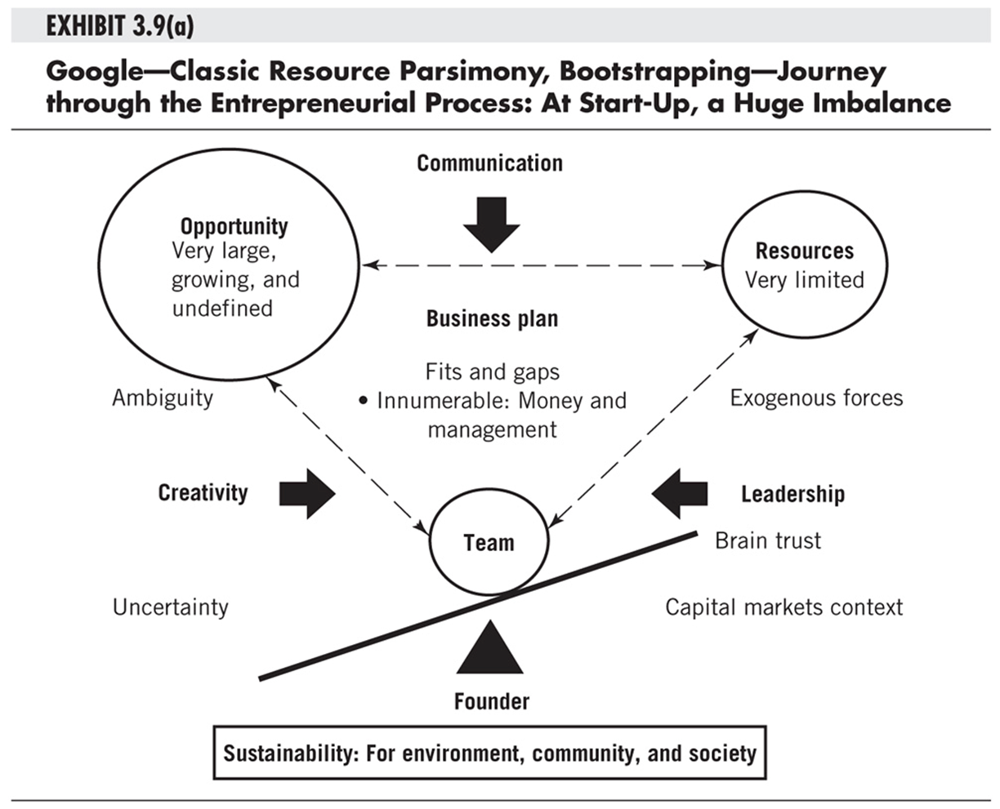 EXHIBIT 3.9(a)
Google—Classic Resource Parsimony, Bootstrapping—Journey
through the Entrepreneurial Process: At Start-Up, a Huge Imbalance
Communication
Opportunity
Very large,
growing, and
undefined
Resources
Very limited
Business plan
Fits and gaps
• Innumerable: Money and
management
Ambiguity
Exogenous forces
Creativity
Leadership
Team
Brain trust
Uncertainty
Capital markets context
Founder
Sustainability: For environment, community, and society